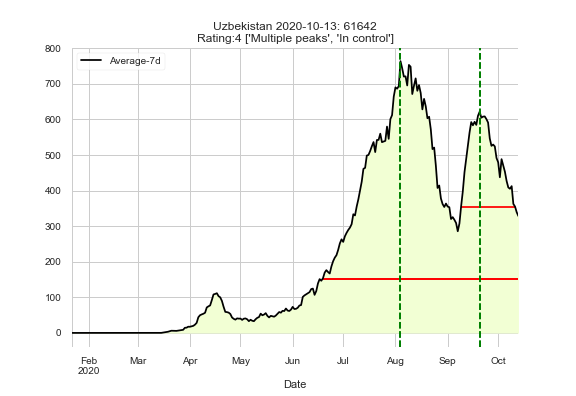 Uzbekistan 2020-10-13: 61642
Rating:4 ['Multiple peaks', 'In control']
800
Average-7d
700
600
500
400
300
200
100
0
Feb Mar Apr May Jun Jul Aug Sep Oct
2020
Date